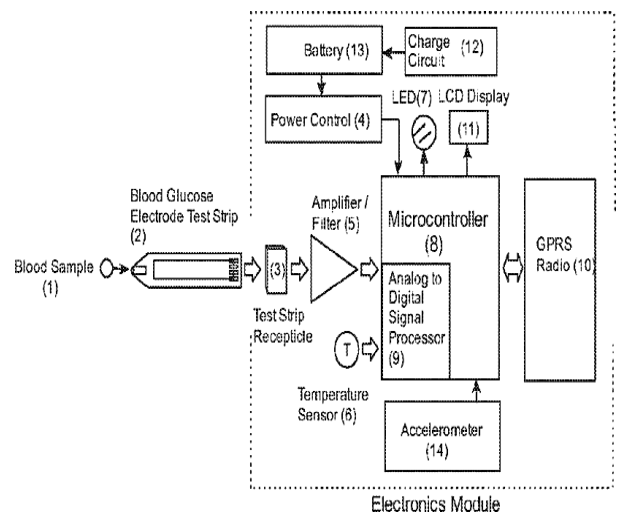 Battery (13)
Charge
Circuit
(12)
LED(7)
LCD Display
Power Control (4)
(11)
Blood Glucose
Electrode Test Strip
(2)
Amplifier /
Filter (5)
Microcontroller
(8)
GPRS
Radio (10)
Blood Sample
(1)
(3)
Analog to
Digital
Signal
Processor
(9)
Test Strip
Recepticle
T
Temperature
Sensor (6)
Accelerometer
(14)
Electronics Module